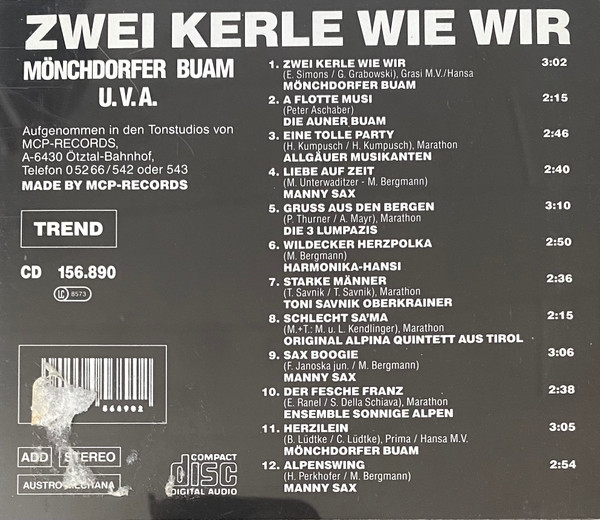 ZWEI KERLE WIE WIR
MÖNCHDORFER BUAM
U.V.A.
Aufgenommen in den Tonstudios von
MCP-RECORDS,
A-6430 Ötztal-Bahnhof,
Telefon 0 52 66 / 542 oder 543
MADE BY MCP-RECORDS
TREND
CD 156.890
LC 8573
ADD STEREO
COMPACT
disc
DIGITAL AUDIO
1. ZWEI KERLE WIE WIR 3:02
(E. Simons / G. Grabowski), Grasi M.V./Hansa
MÖNCHDORFER BUAM
2. A FLOTTE MUSI 2:15
(Peter Aschaber)
DIE AUNER BUAM
3. EINE TOLLE PARTY 2:46
(H. Kumpusch / H. Kumpusch), Marathon
ALLGÄUER MUSIKANTEN
4. LIEBE AUF ZEIT 2:40
(M. Unterwaditzer - M. Bergmann)
MANNY SAX
5. GRUSS AUS DEN BERGEN 3:10
(P. Thurner / A. Mayr), Marathon
DIE 3 LUMPAZIS
6. WILDECKER HERZPOLKA 2:50
(M. Bergmann)
HARMONIKA-HANSI
7. STARKE MÄNNER 2:36
(T. Savnik / T. Savnik), Marathon
TONI SAVNIK OBERKRAINER
8. SCHLECHT SA'MA 2:15
(M.+T.: M. u. L. Kendlinger), Marathon
ORIGINAL ALPINA QUINTETT AUS TIROL
9. SAX BOOGIE 3:06
(F. Janoska jun. / M. Bergmann)
MANNY SAX
10. DER FESCHE FRANZ 2:38
(E. Ranel / S. Della Schiava), Marathon
ENSEMBLE SONNIGE ALPEN
11. HERZILEIN 3:05
(B. Lüdtke / C. Lüdtke), Prima / Hansa M.V.
MÖNCHDORFER BUAM
12. ALPENSWING 2:54
(H. Perkhofer / M. Bergmann)
MANNY SAX